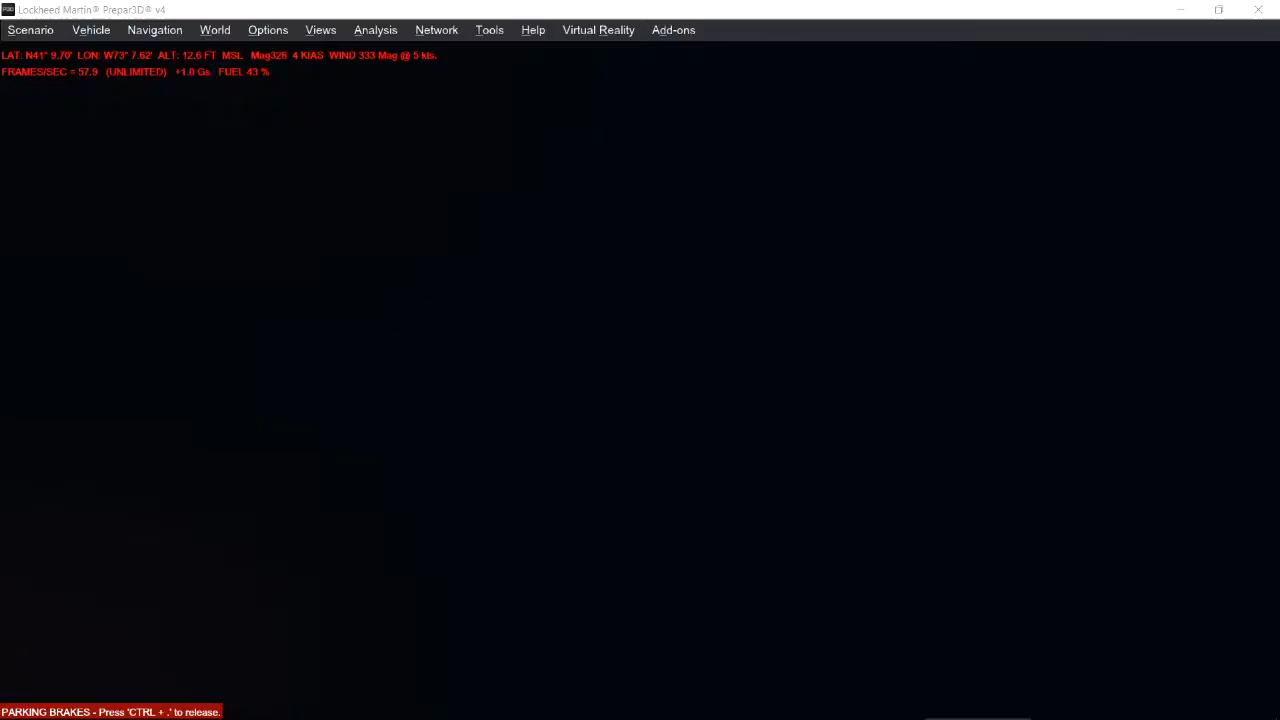 Lockheed Martin® Prepar3D® v4
Scenario Vehicle Navigation World Options Views Analysis Network Tools Help Virtual Reality Add-ons
LAT: N41° 9.70' LON: W73° 7.62' ALT: 12.6 FT MSL Mag326 4 KIAS WIND 333 Mag @ 5 kts.
FRAMES/SEC = 57.9 (UNLIMITED) +1.0 Gs FUEL 43 %
PARKING BRAKES - Press 'CTRL + .' to release.